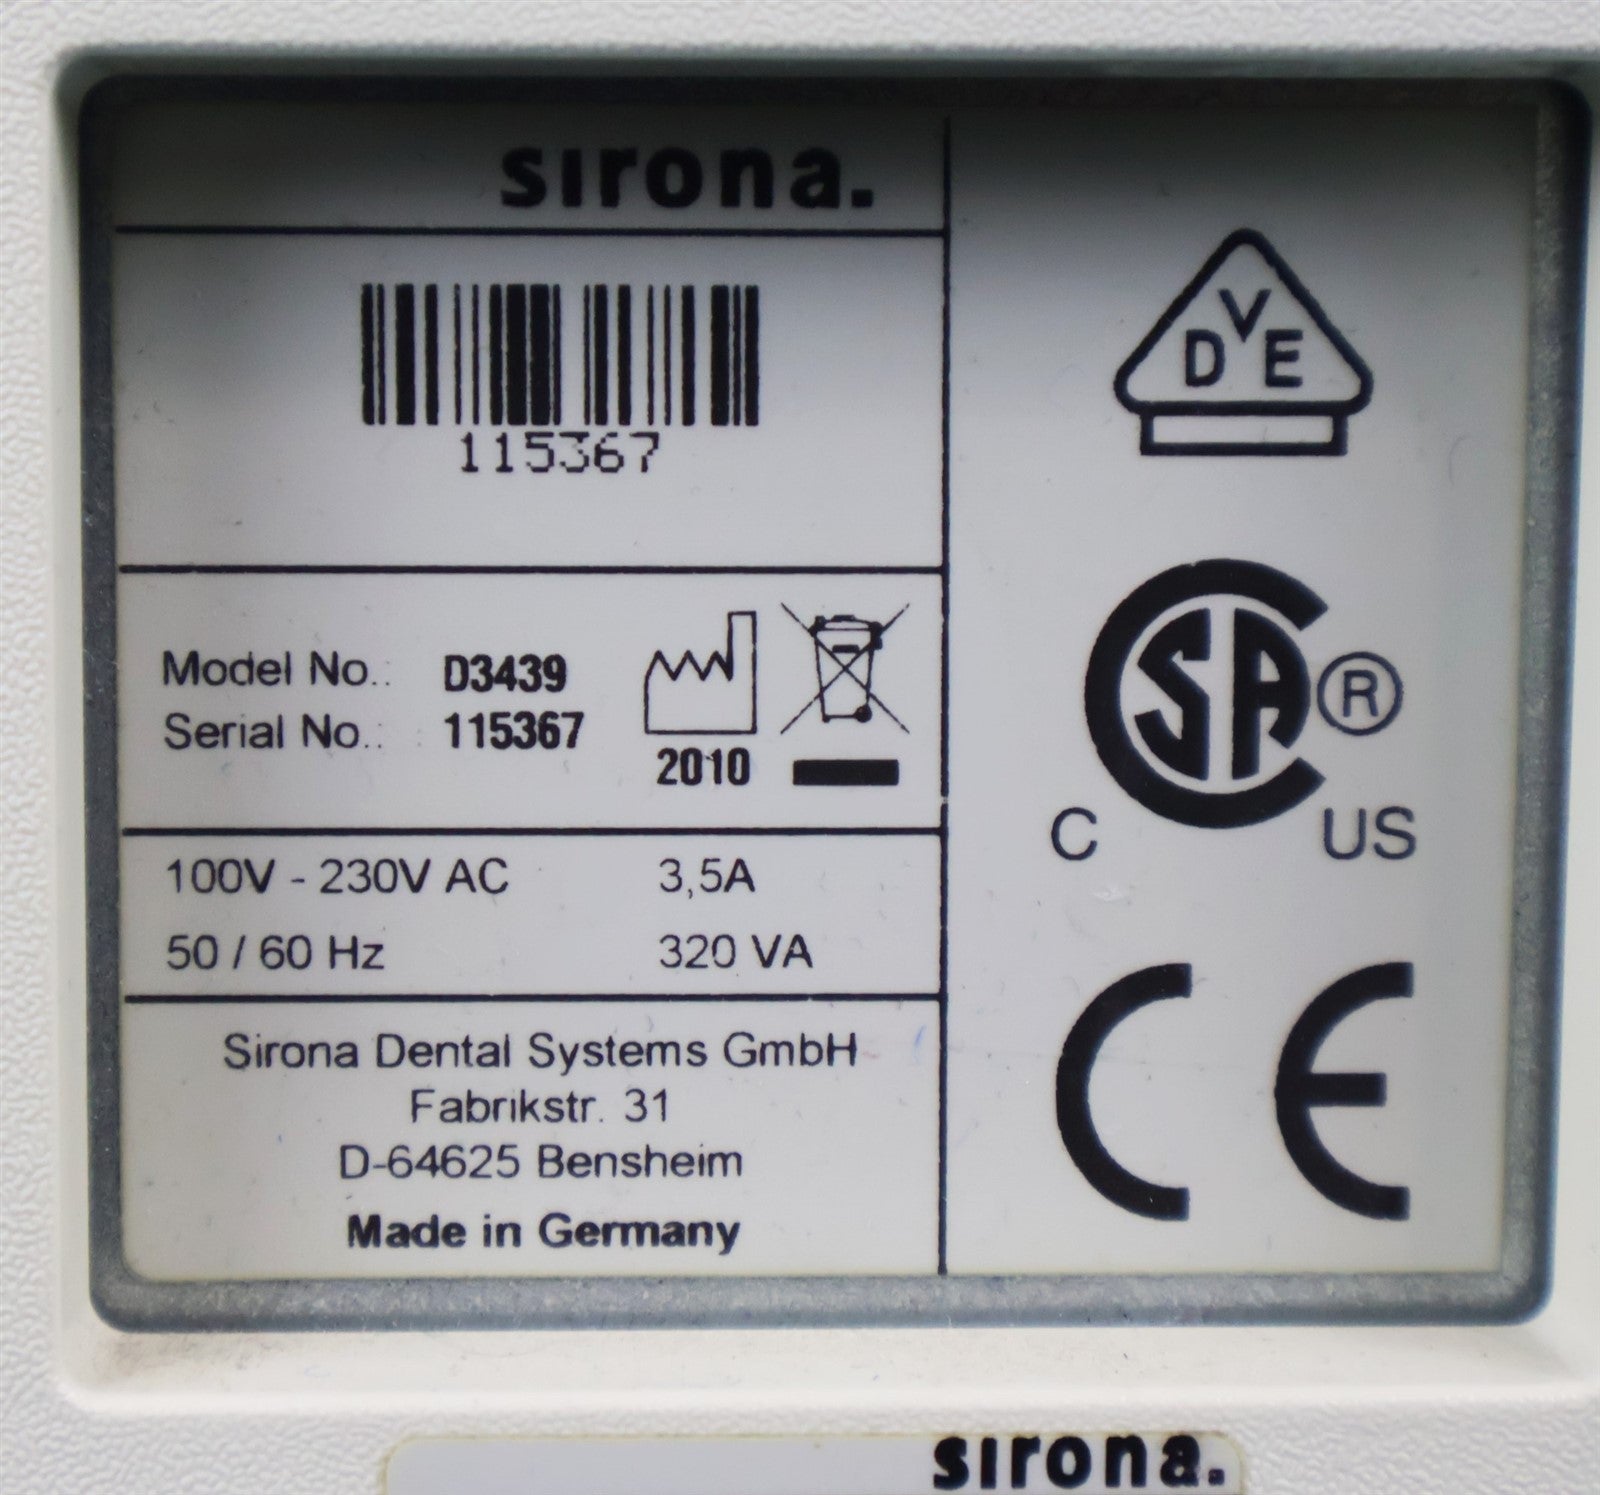 sirona.
115367
Model No.: D3439
Serial No.: 115367
2010
100V - 230V AC 3,5A
50 / 60 Hz 320 VA
Sirona Dental Systems GmbH
Fabrikstr. 31
D-64625 Bensheim
Made in Germany
V
D E
SA ®
C US
CE
sirona.